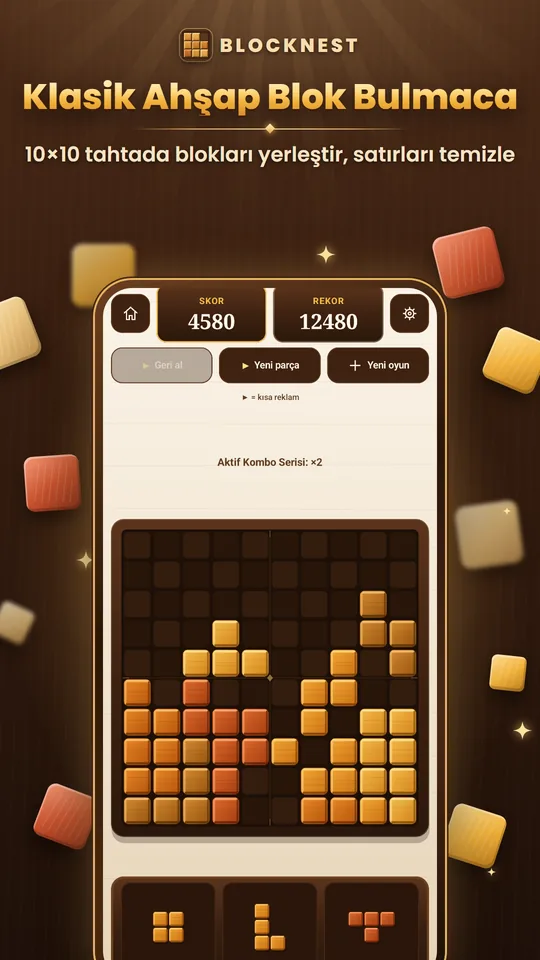 BLOCKNEST
Klasik Ahşap Blok Bulmaca
10×10 tahtada blokları yerleştir, satırları temizle
SKOR
4580
REKOR
12480
► Geri al
► Yeni parça
+ Yeni oyun
► = kısa reklam
Aktif Kombo Serisi: ×2